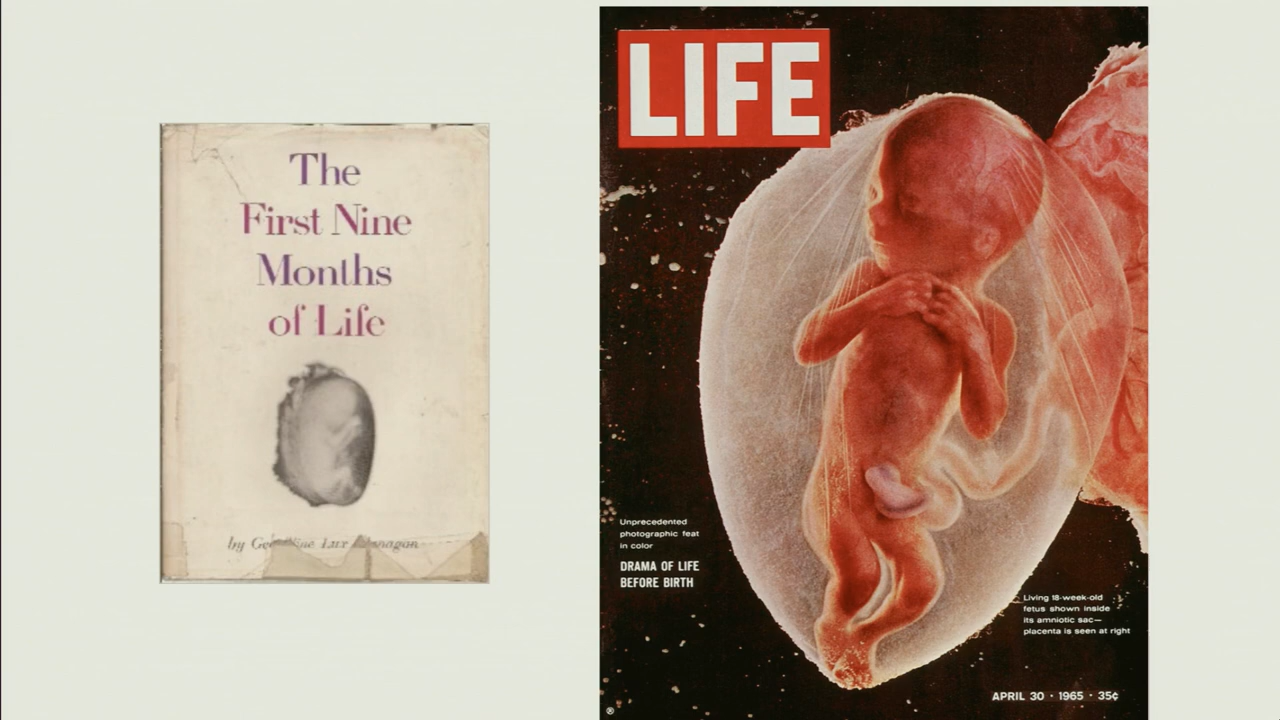 The
First Nine
Months
of Life
by Lux
LIFE
Unprecedented
photographic feat
in color
DRAMA OF LIFE
BEFORE BIRTH
Living 18-week-old
fetus shown inside
its amniotic sac—
placenta is seen at right
APRIL 30 · 1965 · 35¢
®